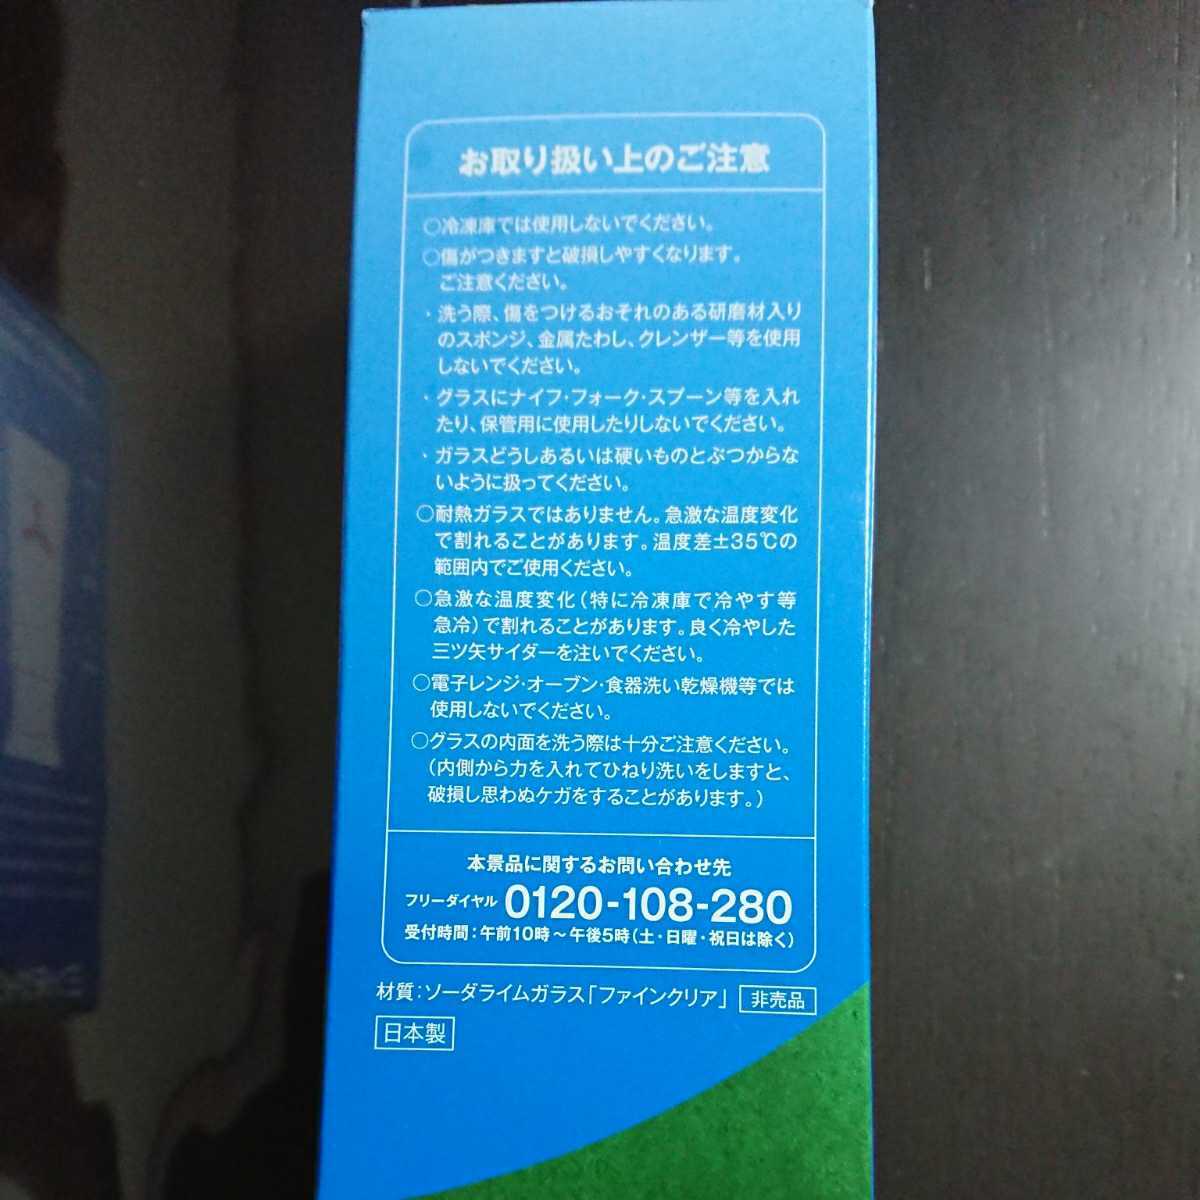 お取り扱い上のご注意
○冷凍庫では使用しないでください。
○傷がつきますと破損しやすくなります。
ご注意ください。
・洗う際、傷をつけるおそれのある研磨材入り
のスポンジ、金属たわし、クレンザー等を使用
しないでください。
・グラスにナイフ・フォーク・スプーン等を入れ
たり、保管用に使用したりしないでください。
・ガラスどうしあるいは硬いものとぶつからな
いように扱ってください。
○耐熱ガラスではありません。急激な温度変化
で割れることがあります。温度差±35℃の
範囲内でご使用ください。
○急激な温度変化(特に冷凍庫で冷やす等
急冷)で割れることがあります。良く冷やした
三ツ矢サイダーを注いでください。
○電子レンジ・オーブン・食器洗い乾燥機等では
使用しないでください。
○グラスの内面を洗う際は十分ご注意ください。
(内側から力を入れてひねり洗いをしますと、
破損し思わぬケガをすることがあります。)
本景品に関するお問い合わせ先
フリーダイヤル 0120-108-280
受付時間:午前10時～午後5時(土・日曜・祝日は除く)
材質:ソーダライムガラス「ファインクリア」 非売品
日本製